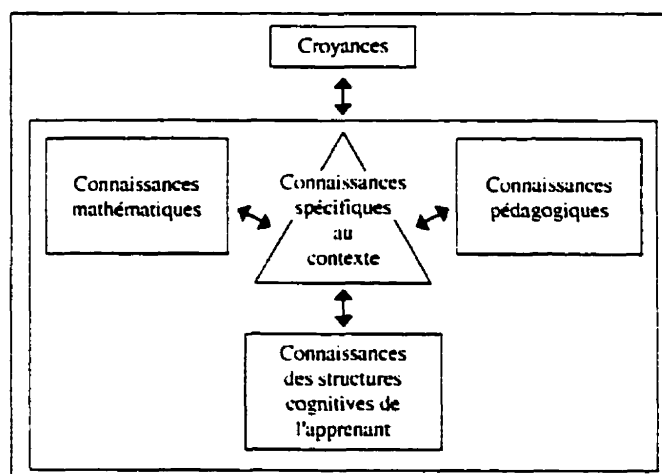 Croyances
Connaissances
mathématiques
Connaissances
spécifiques
au
contexte
Connaissances
pédagogiques
Connaissances
des structures
cognitives de
l'apprenant